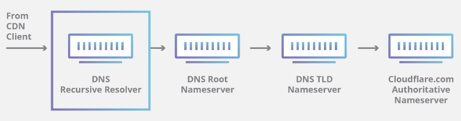 From
CDN
Client
DNS
Recursive Resolver
DNS Root
Nameserver
DNS TLD
Nameserver
Cloudflare.com
Authoritative
Nameserver